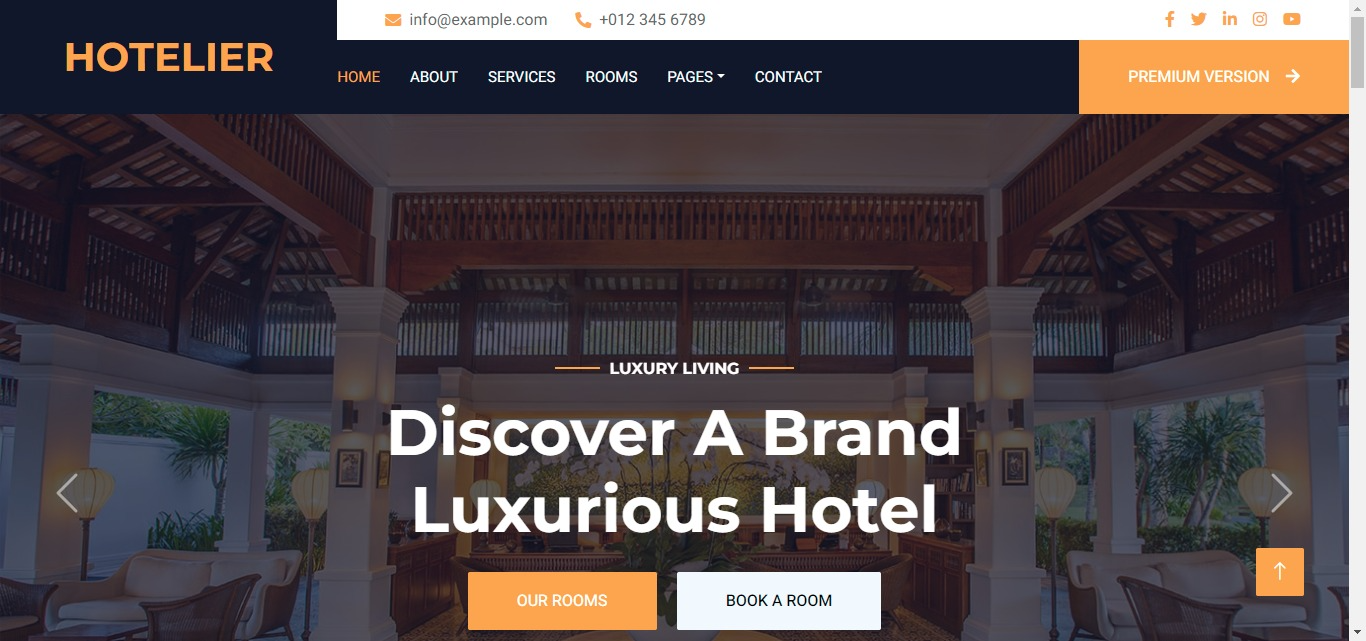 info@example.com +012 345 6789
HOTELIER
HOME ABOUT SERVICES ROOMS PAGES CONTACT PREMIUM VERSION
LUXURY LIVING
Discover A Brand
Luxurious Hotel
OUR ROOMS BOOK A ROOM